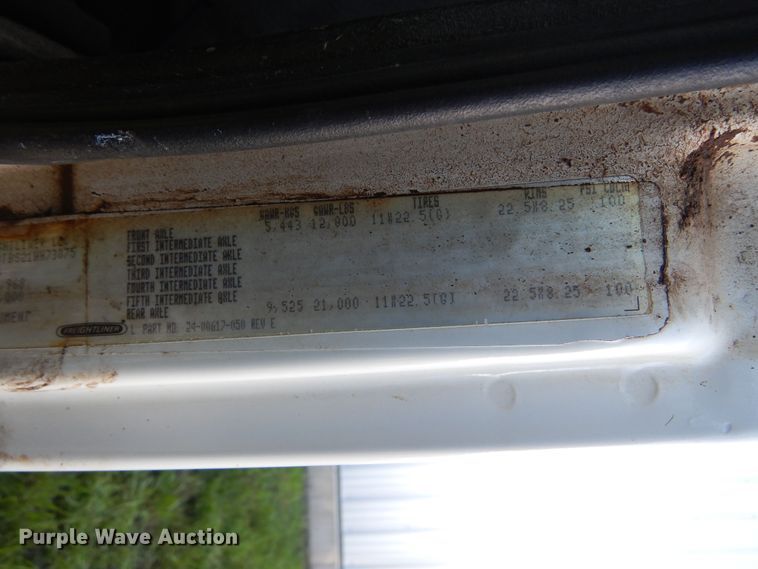 GAWR-KGS GAWR-LBS TIRES RIMS PSI COLD
FRONT AXLE 5,443 12,000 11R22.5(G) 22.5X8.25 100
FIRST INTERMEDIATE AXLE
SECOND INTERMEDIATE AXLE
THIRD INTERMEDIATE AXLE
FOURTH INTERMEDIATE AXLE
FIFTH INTERMEDIATE AXLE
REAR AXLE 9,525 21,000 11R22.5(G) 22.5X8.25 100
FREIGHTLINER L PART NO. 24-00617-050 REV E
Purple Wave Auction